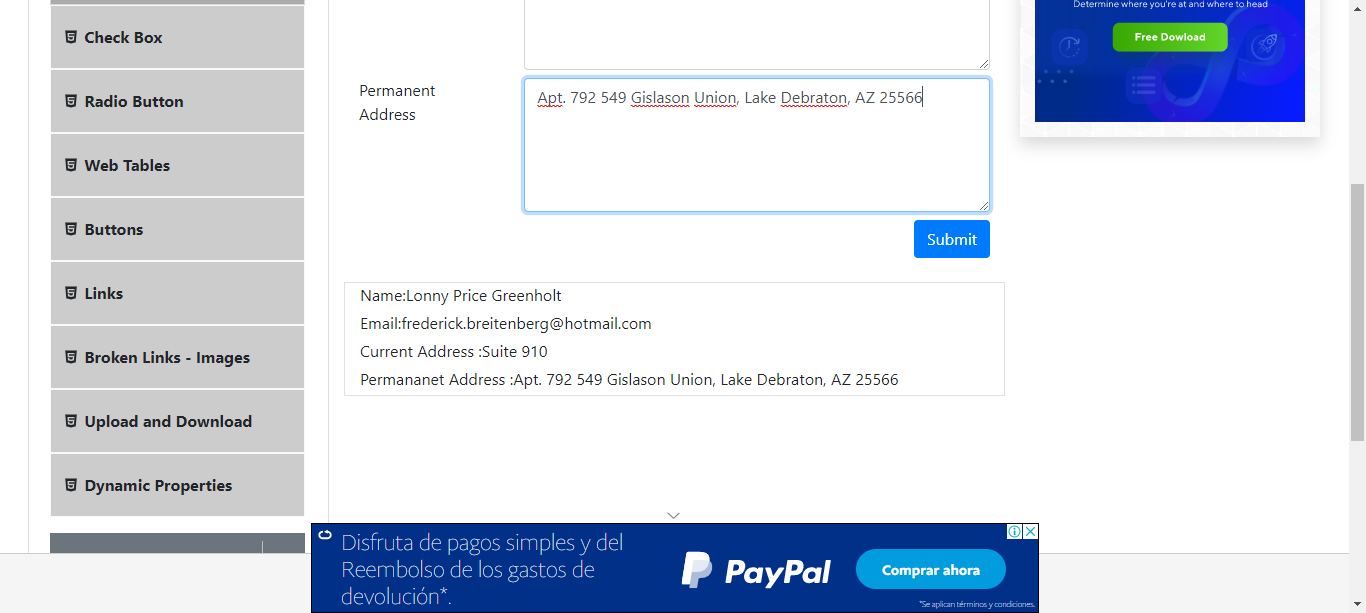 Determine where you're at and where to head
Free Dowload
Check Box
Radio Button
Web Tables
Buttons
Links
Broken Links - Images
Upload and Download
Dynamic Properties
Permanent
Address
Apt. 792 549 Gislason Union, Lake Debraton, AZ 25566
Submit
Name:Lonny Price Greenholt
Email:frederick.breitenberg@hotmail.com
Current Address :Suite 910
Permananet Address :Apt. 792 549 Gislason Union, Lake Debraton, AZ 25566
Disfruta de pagos simples y del
Reembolso de los gastos de
devolución*.
PayPal
Comprar ahora
*Se aplican términos y condiciones.